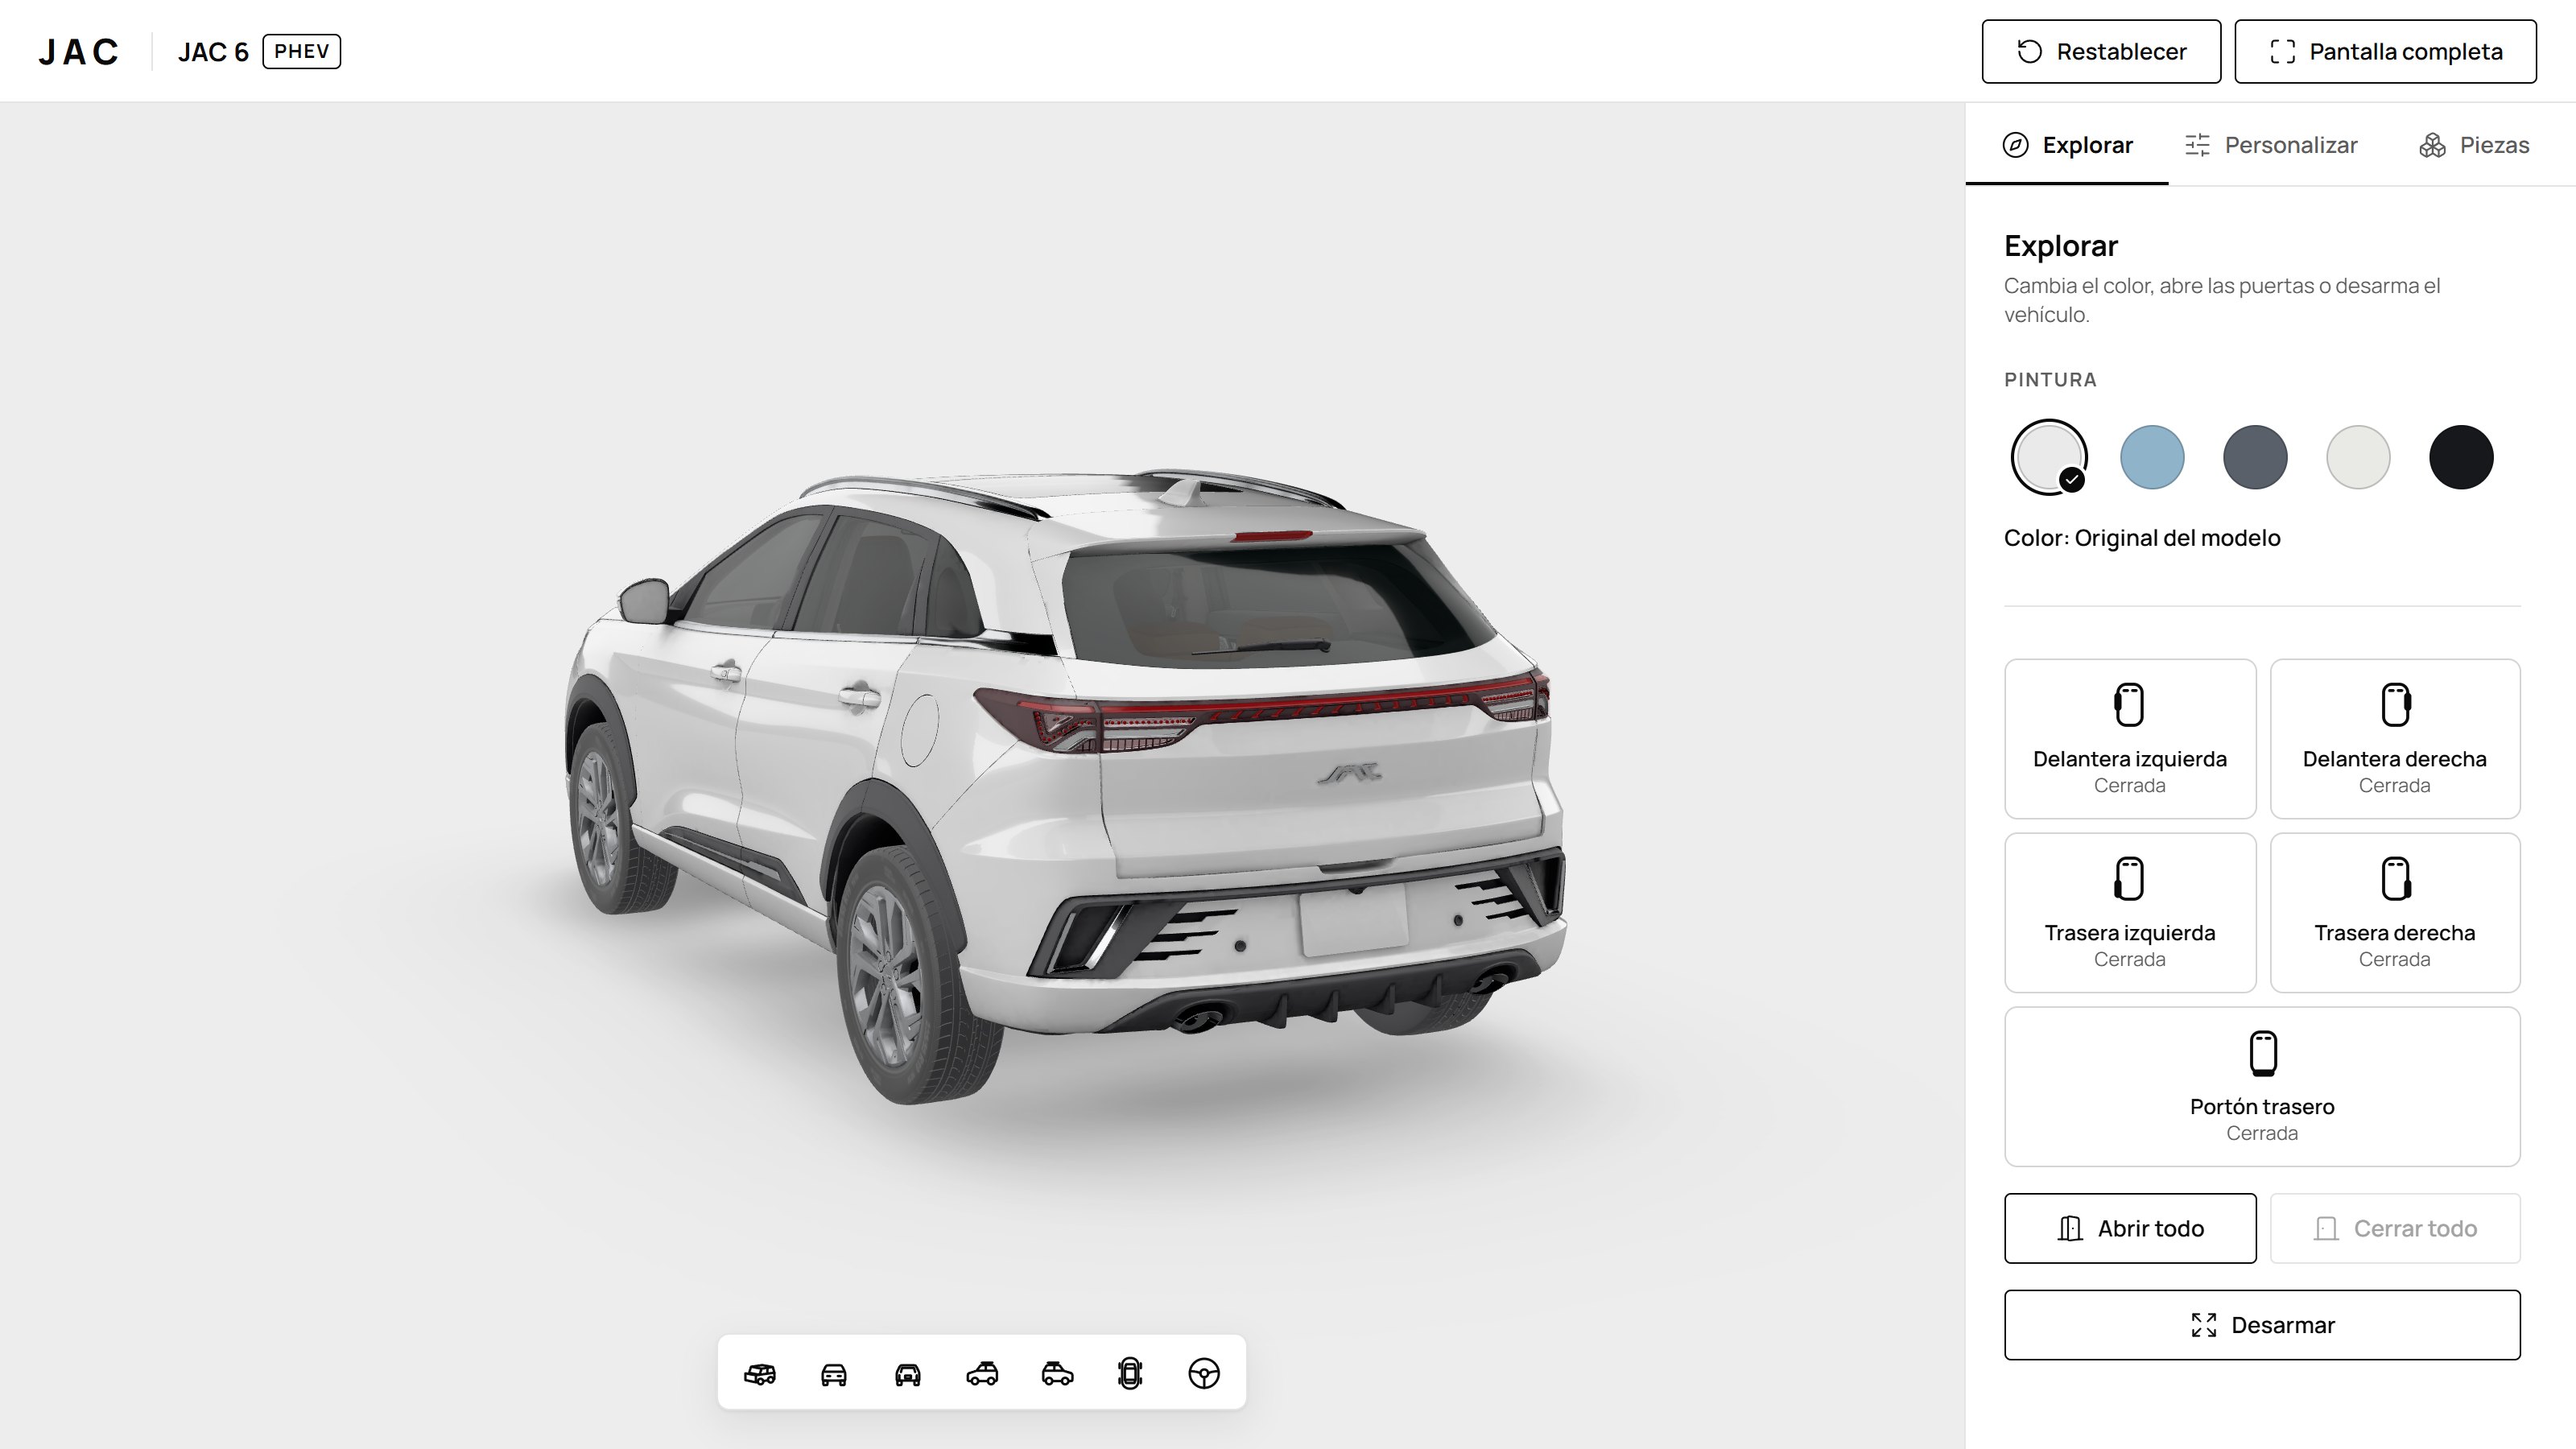 JAC
JAC 6 PHEV
Restablecer
Pantalla completa
Explorar
Personalizar
Piezas
Explorar
Cambia el color, abre las puertas o desarma el
vehículo.
PINTURA
Color: Original del modelo
Delantera izquierda
Cerrada
Delantera derecha
Cerrada
Trasera izquierda
Cerrada
Trasera derecha
Cerrada
Portón trasero
Cerrada
Abrir todo
Cerrar todo
Desarmar
JAC